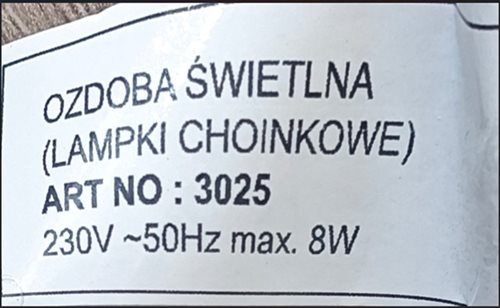 OZDOBA ŚWIETLNA
(LAMPKI CHOINKOWE)
ART NO : 3025
230V ~50Hz max. 8W